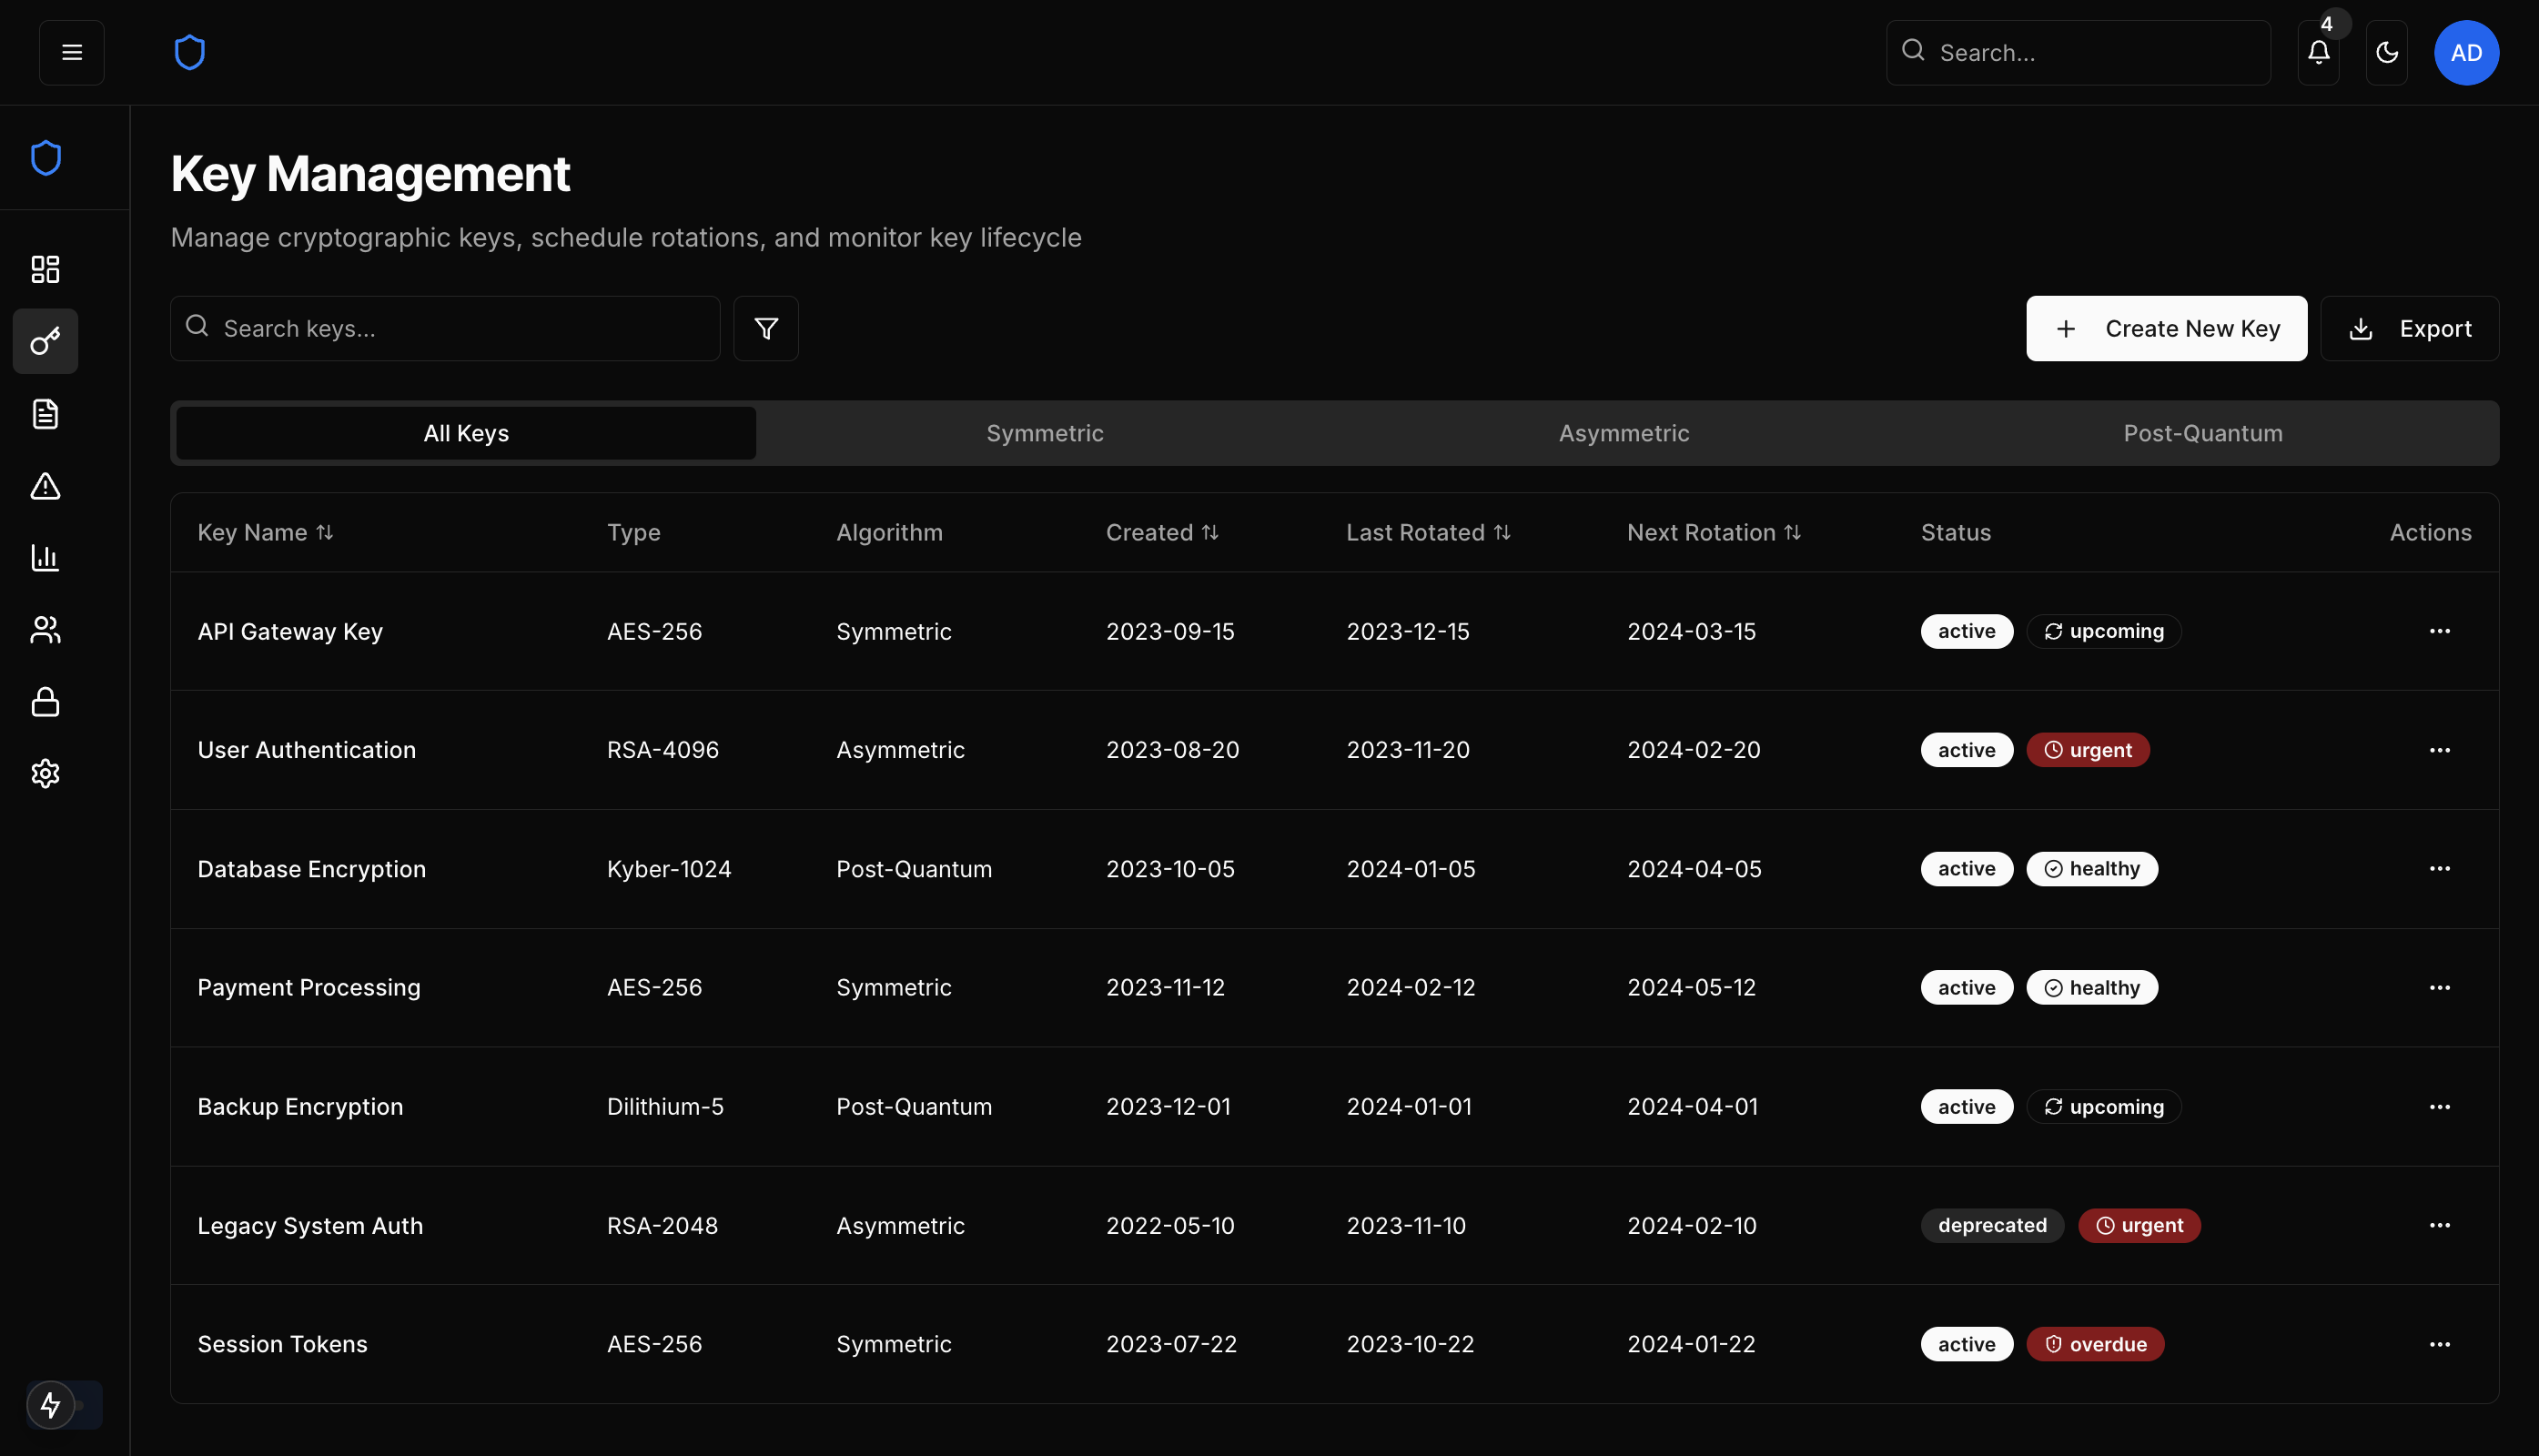 Search...
4
AD
Key Management
Manage cryptographic keys, schedule rotations, and monitor key lifecycle
Search keys...
Create New Key
Export
All Keys Symmetric Asymmetric Post-Quantum
Key Name Type Algorithm Created Last Rotated Next Rotation Status Actions
API Gateway Key AES-256 Symmetric 2023-09-15 2023-12-15 2024-03-15 active upcoming
User Authentication RSA-4096 Asymmetric 2023-08-20 2023-11-20 2024-02-20 active urgent
Database Encryption Kyber-1024 Post-Quantum 2023-10-05 2024-01-05 2024-04-05 active healthy
Payment Processing AES-256 Symmetric 2023-11-12 2024-02-12 2024-05-12 active healthy
Backup Encryption Dilithium-5 Post-Quantum 2023-12-01 2024-01-01 2024-04-01 active upcoming
Legacy System Auth RSA-2048 Asymmetric 2022-05-10 2023-11-10 2024-02-10 deprecated urgent
Session Tokens AES-256 Symmetric 2023-07-22 2023-10-22 2024-01-22 active overdue